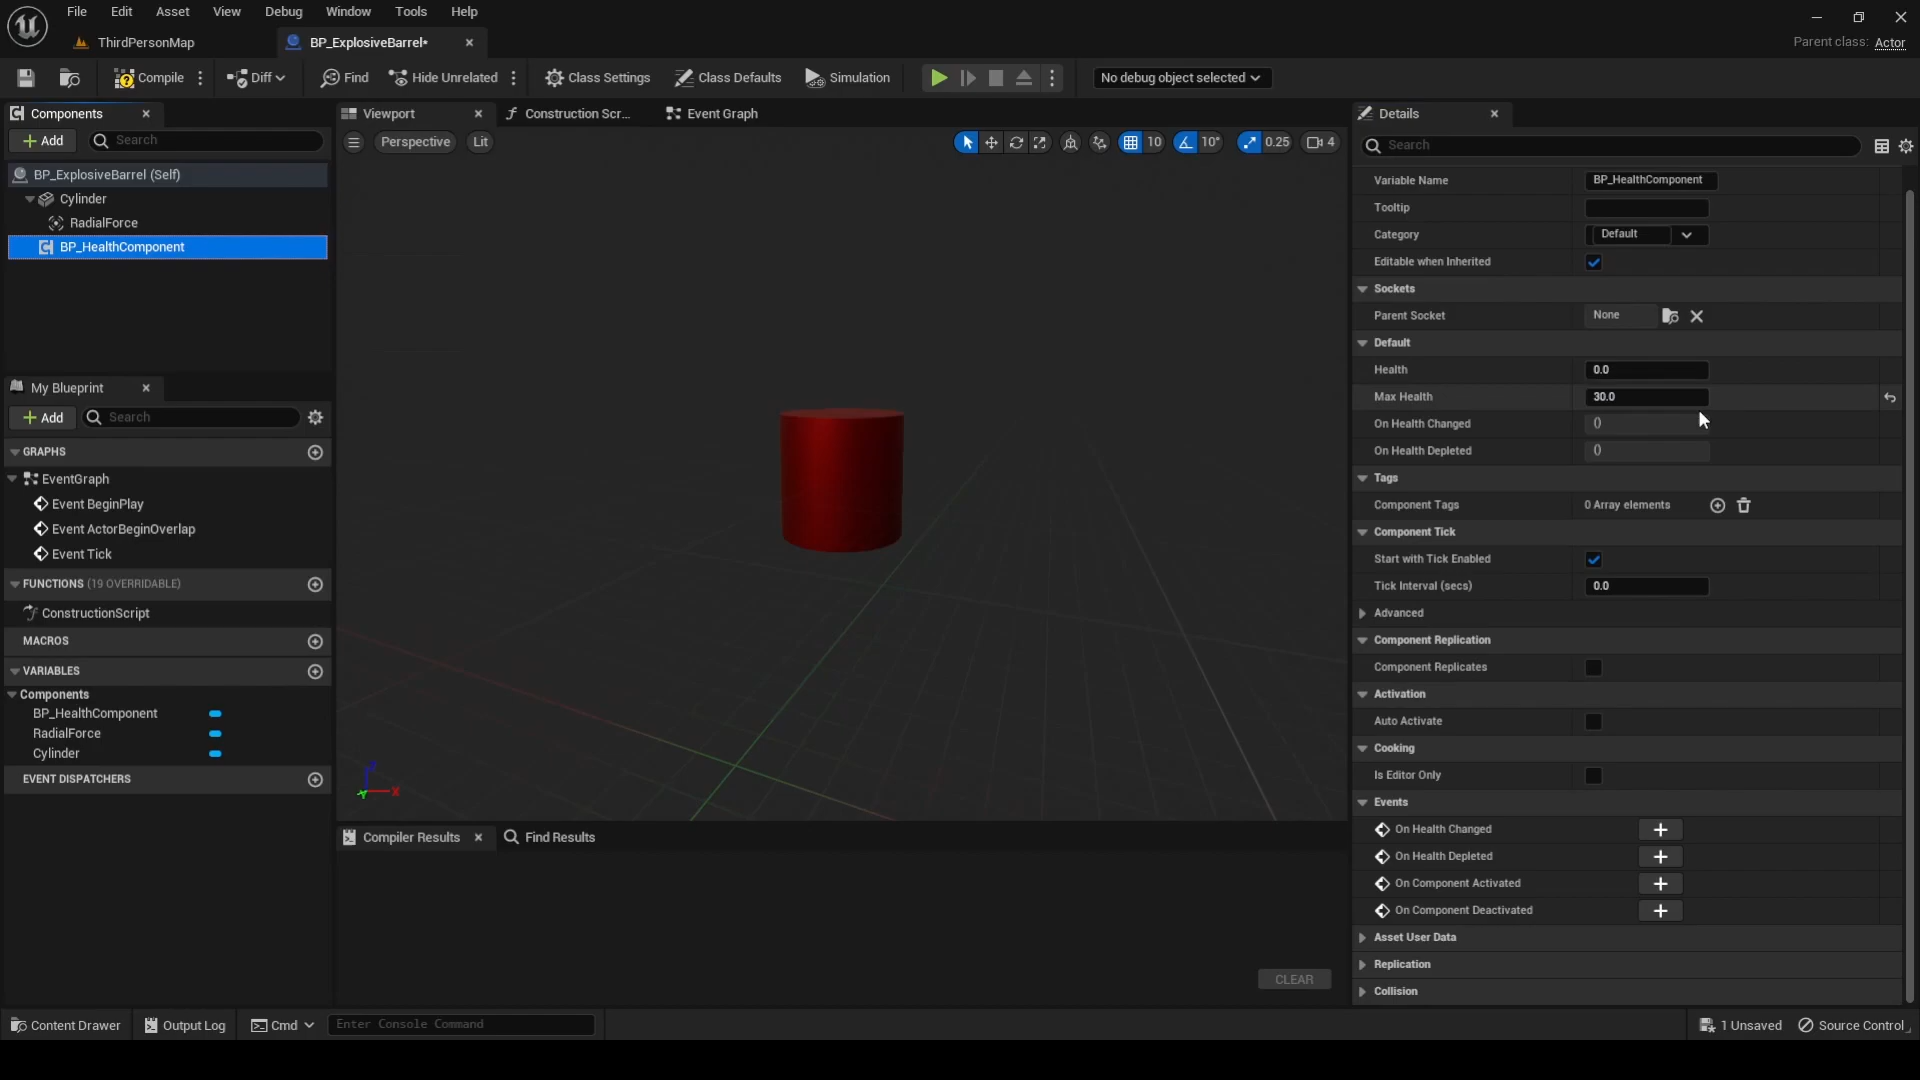 File Edit Asset View Debug Window Tools Help
ThirdPersonMap
BP_ExplosiveBarrel*
Parent class: Actor
Compile
Diff
Find
Hide Unrelated
Class Settings
Class Defaults
Simulation
No debug object selected
Components
Add
Search
BP_ExplosiveBarrel (Self)
Cylinder
RadialForce
BP_HealthComponent
My Blueprint
Add
Search
GRAPHS
EventGraph
Event BeginPlay
Event ActorBeginOverlap
Event Tick
FUNCTIONS (19 OVERRIDABLE)
ConstructionScript
MACROS
VARIABLES
Components
BP_HealthComponent
RadialForce
Cylinder
EVENT DISPATCHERS
Viewport
Construction Scr...
Event Graph
Perspective
Lit
10
10°
0.25
4
Z
X
Y
Compiler Results
Find Results
CLEAR
Details
Search
Variable Name BP_HealthComponent
Tooltip
Category Default
Editable when Inherited
Sockets
Parent Socket None
Default
Health 0.0
Max Health 30.0
On Health Changed ()
On Health Depleted ()
Tags
Component Tags 0 Array elements
Component Tick
Start with Tick Enabled
Tick Interval (secs) 0.0
Advanced
Component Replication
Component Replicates
Activation
Auto Activate
Cooking
Is Editor Only
Events
On Health Changed
On Health Depleted
On Component Activated
On Component Deactivated
Asset User Data
Replication
Collision
Content Drawer
Output Log
Cmd
Enter Console Command
1 Unsaved
Source Control